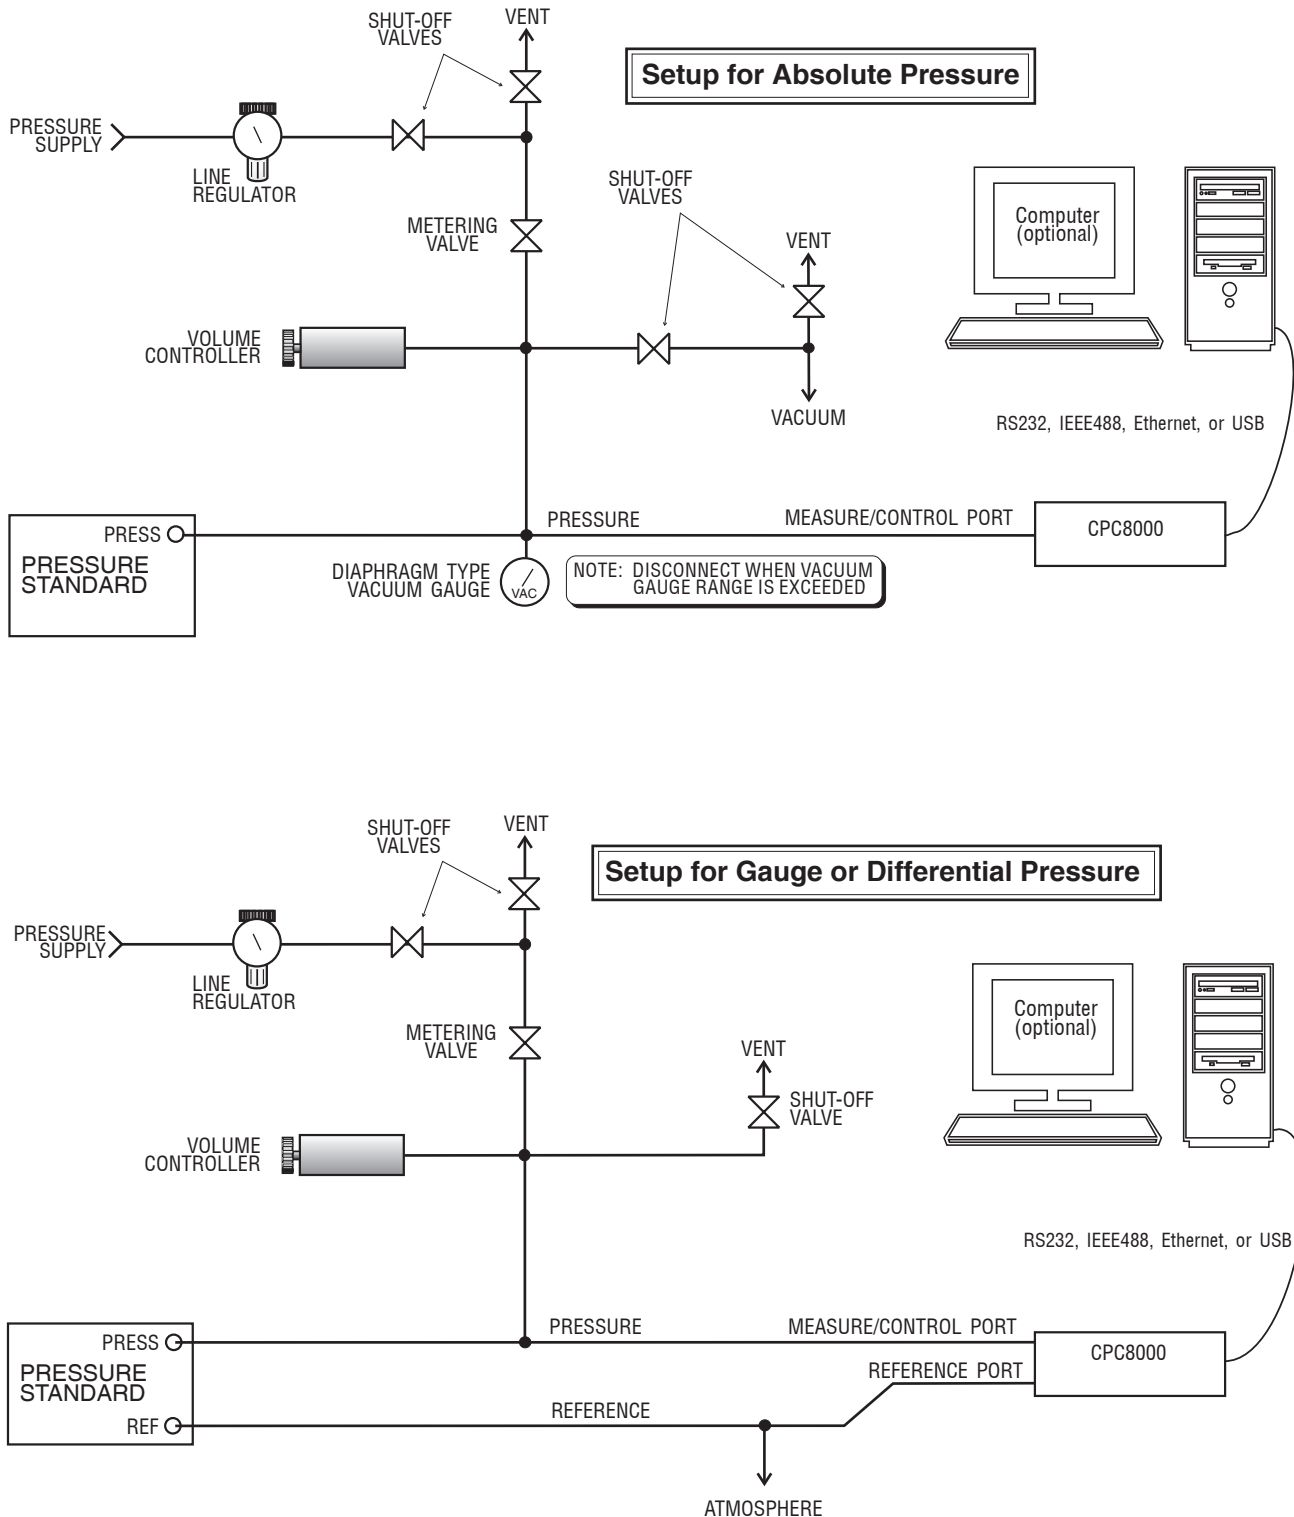 SHUT-OFF
VALVES
VENT
Setup for Absolute Pressure
PRESSURE
SUPPLY
LINE
REGULATOR
SHUT-OFF
VALVES
METERING
VALVE
VENT
Computer
(optional)
VOLUME
CONTROLLER
VACUUM
RS232, IEEE488, Ethernet, or USB
PRESS
PRESSURE
STANDARD
PRESSURE
MEASURE/CONTROL PORT
CPC8000
DIAPHRAGM TYPE
VACUUM GAUGE
VAC
NOTE: DISCONNECT WHEN VACUUM
GAUGE RANGE IS EXCEEDED
SHUT-OFF
VALVES
VENT
Setup for Gauge or Differential Pressure
PRESSURE
SUPPLY
LINE
REGULATOR
METERING
VALVE
VENT
SHUT-OFF
VALVE
Computer
(optional)
VOLUME
CONTROLLER
RS232, IEEE488, Ethernet, or USB
PRESS
PRESSURE
STANDARD
REF
PRESSURE
MEASURE/CONTROL PORT
CPC8000
REFERENCE PORT
REFERENCE
ATMOSPHERE